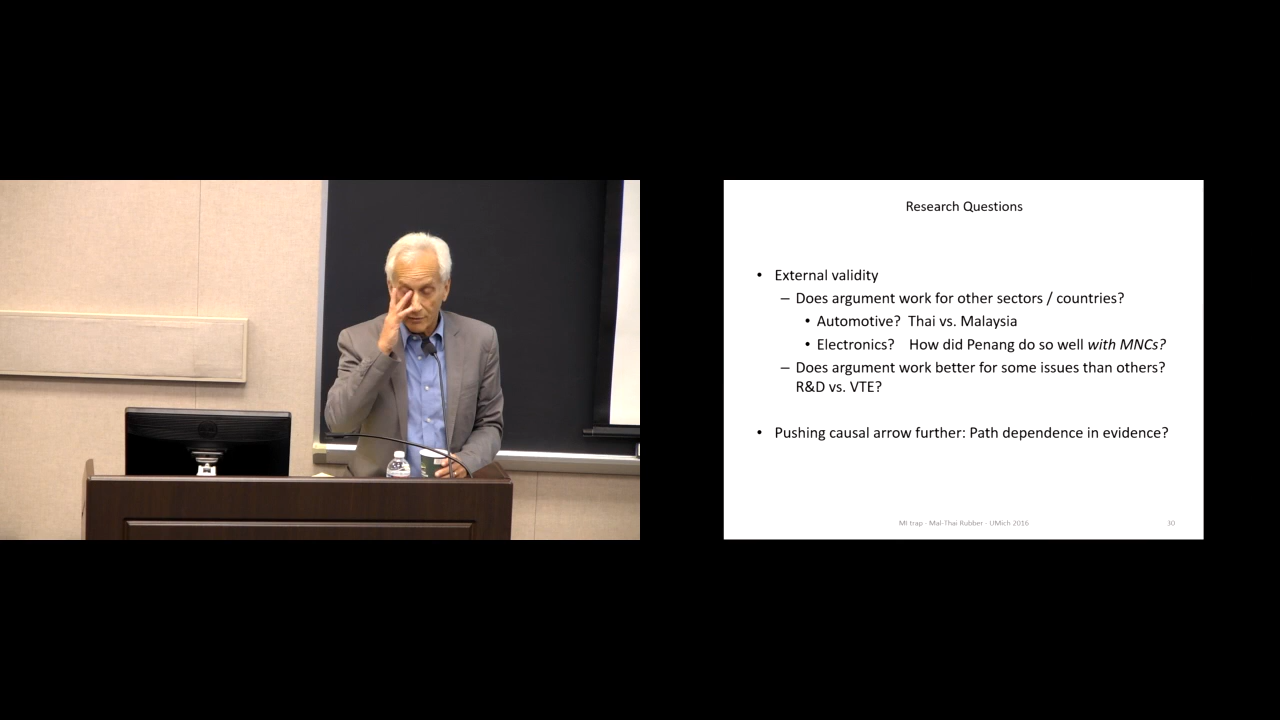 Research Questions
• External validity
– Does argument work for other sectors / countries?
• Automotive? Thai vs. Malaysia
• Electronics? How did Penang do so well with MNCs?
– Does argument work better for some issues than others?
R&D vs. VTE?
• Pushing causal arrow further: Path dependence in evidence?
MI trap - Mal-Thai Rubber - UMich 2016
30